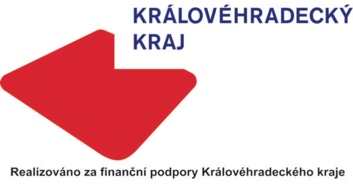 KRÁLOVÉHRADECKÝ
KRAJ
Realizováno za finanční podpory Královéhradeckého kraje